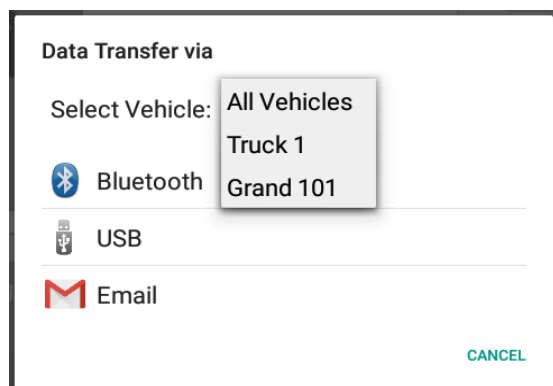 Data Transfer via
Select Vehicle:
All Vehicles
Truck 1
Grand 101
Bluetooth
USB
Email
CANCEL